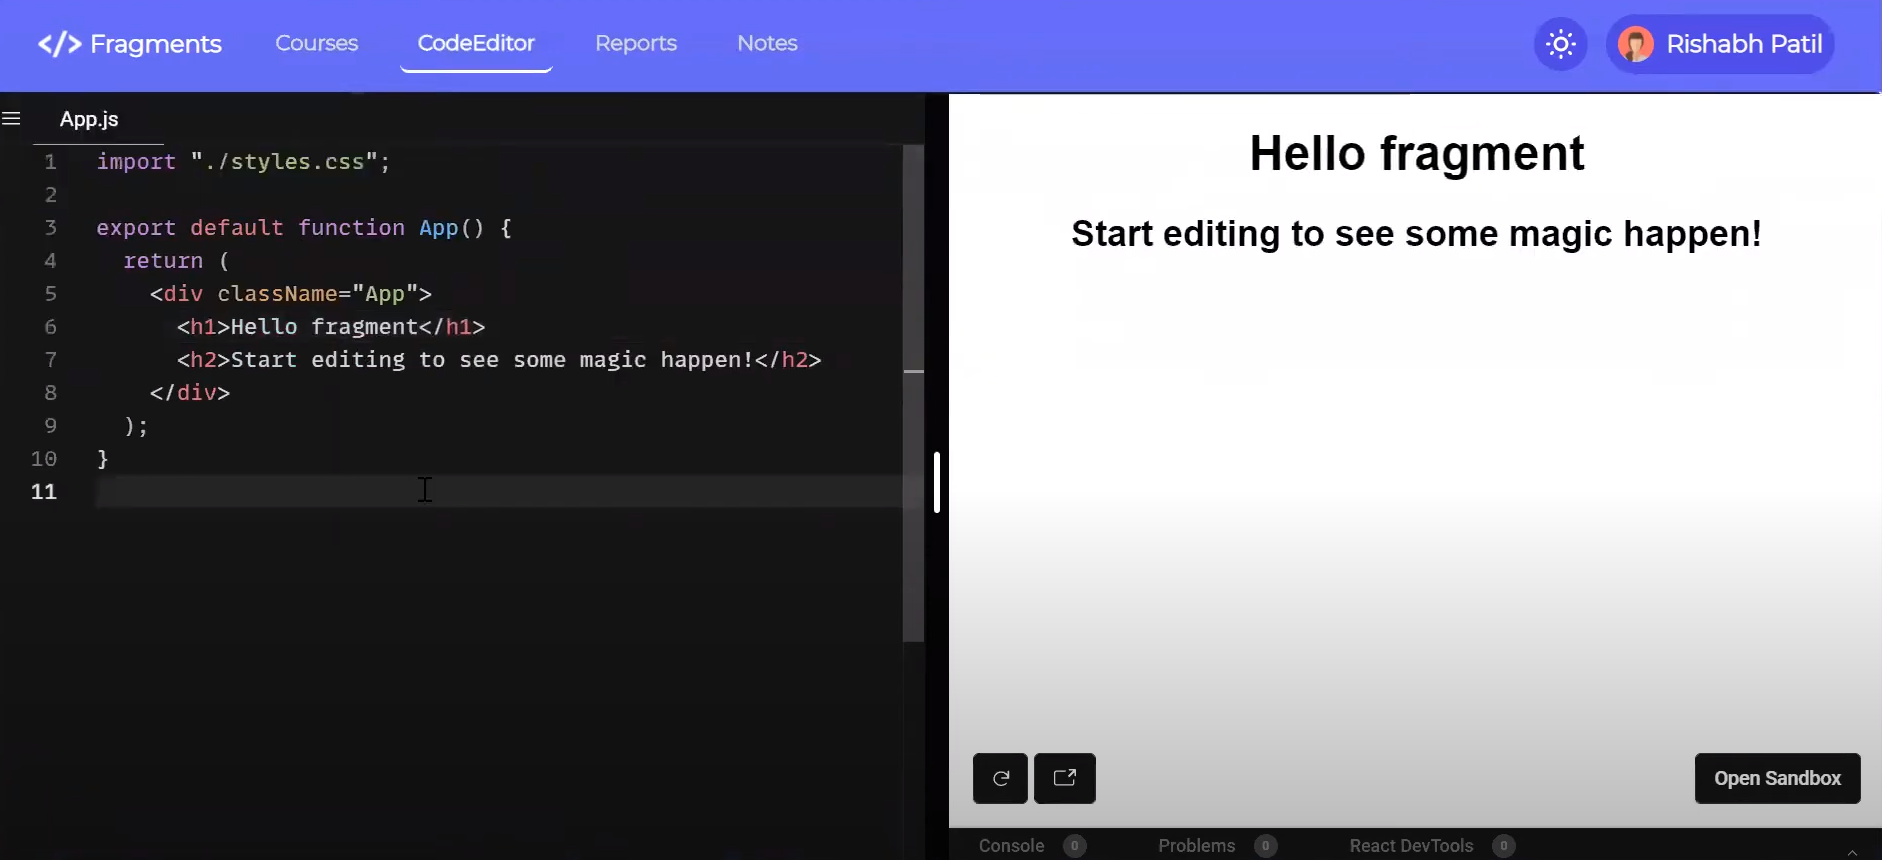 </> Fragments Courses CodeEditor Reports Notes Rishabh Patil
App.js
1 import "./styles.css";
2
3 export default function App() {
4   return (
5     <div className="App">
6       <h1>Hello fragment</h1>
7       <h2>Start editing to see some magic happen!</h2>
8     </div>
9   );
10 }
11
Hello fragment
Start editing to see some magic happen!
Open Sandbox
Console 0 Problems 0 React DevTools 0